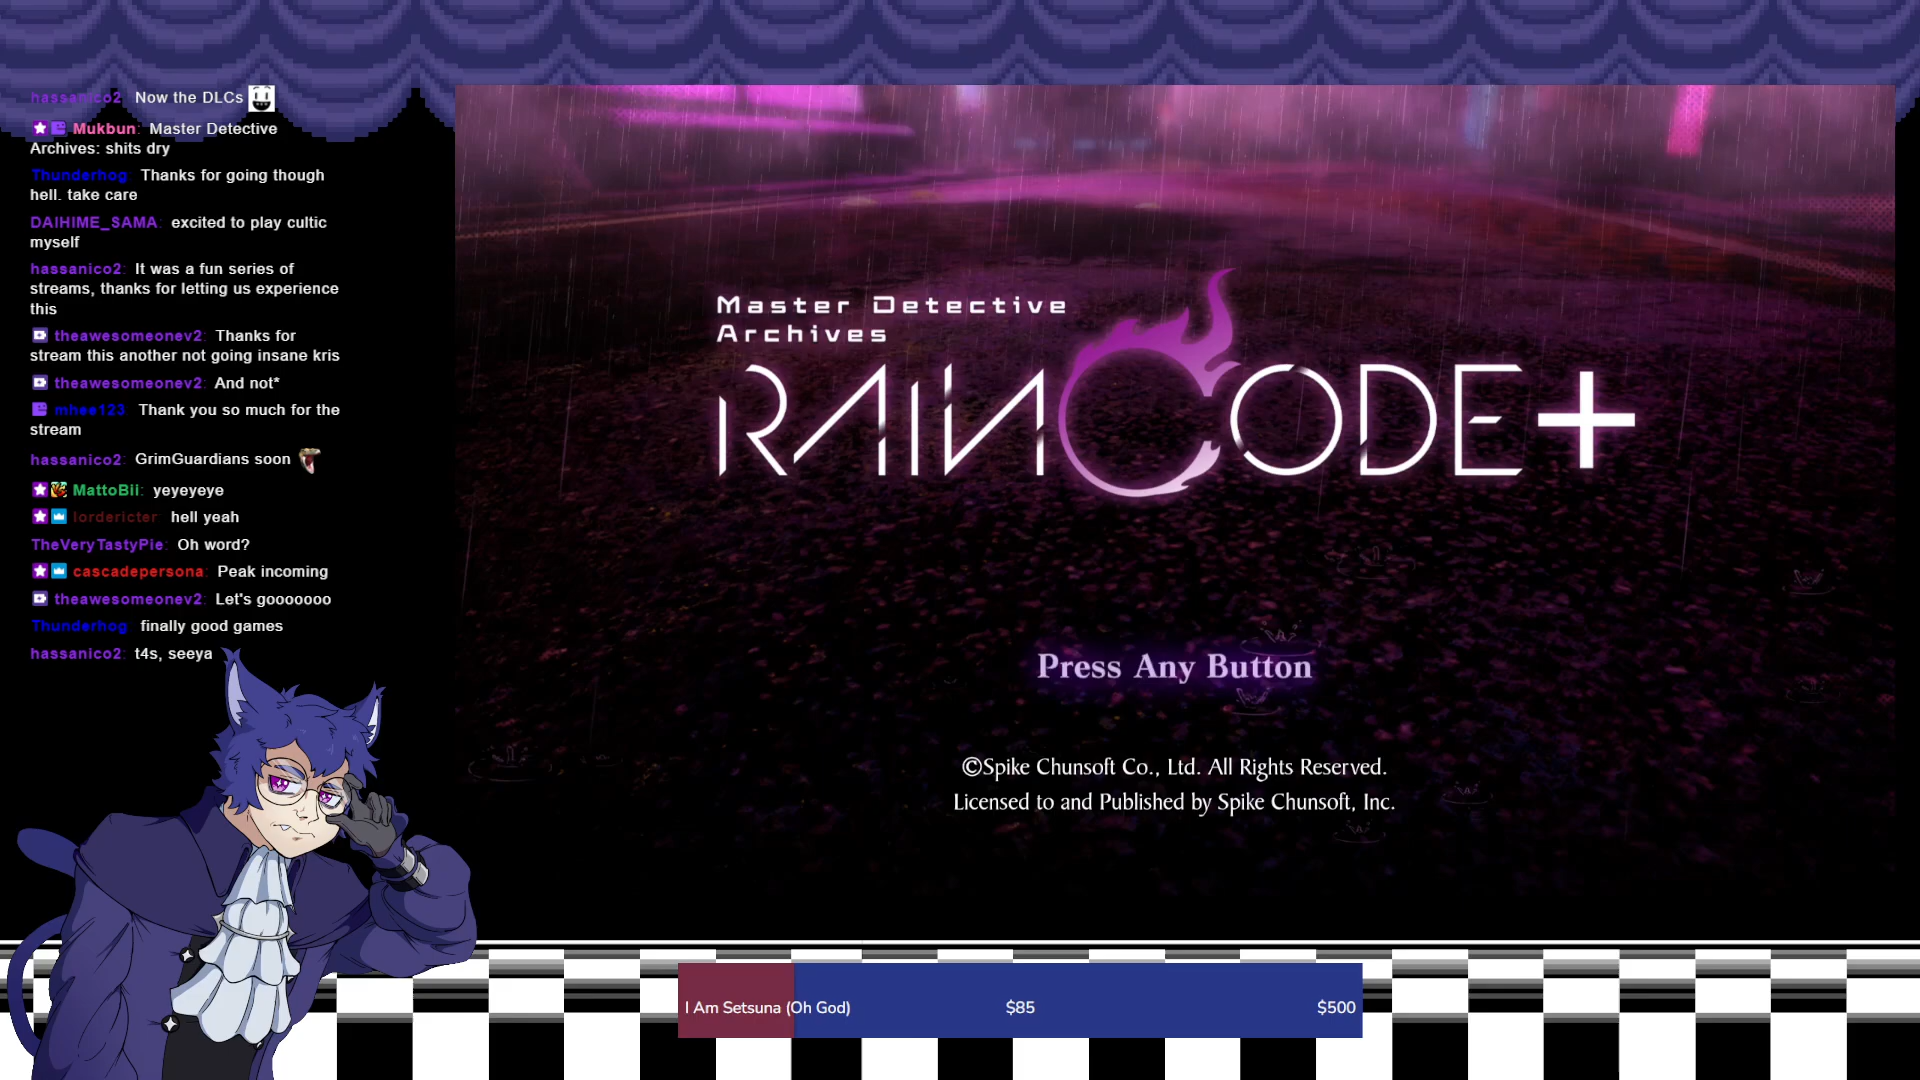 hassanico2: Now the DLCs
Mukbun: Master Detective
Archives: shits dry
Thunderhog: Thanks for going though
hell. take care
DAIHIME_SAMA: excited to play cultic
myself
hassanico2: It was a fun series of
streams, thanks for letting us experience
this
theawesomeonev2: Thanks for
stream this another not going insane kris
theawesomeonev2: And not*
mhee123 Thank you so much for the
stream
hassanico2: GrimGuardians soon
MattoBii: yeyeyeye
lordericter: hell yeah
TheVeryTastyPie: Oh word?
cascadepersona: Peak incoming
theawesomeonev2: Let's gooooooo
Thunderhog: finally good games
hassanico2: t4s, seeya
Master Detective
Archives
RAINCODE+
Press Any Button
©Spike Chunsoft Co., Ltd. All Rights Reserved.
Licensed to and Published by Spike Chunsoft, Inc.
I Am Setsuna (Oh God) $85 $500